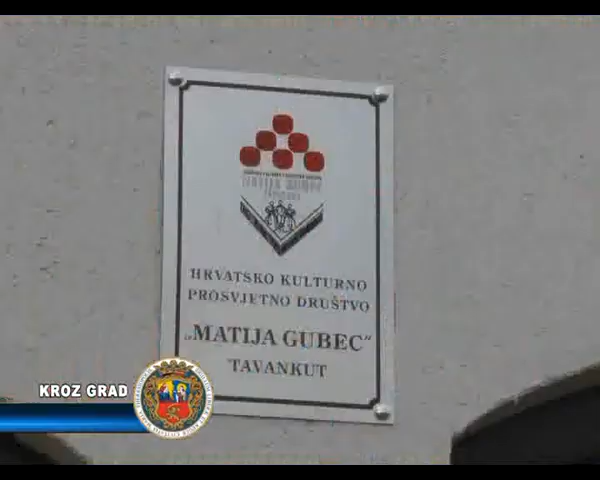 HRVATSKO KULTURNO
PROSVJETNO DRUŠTVO
„MATIJA GUBEC"
TAVANKUT
KROZ GRAD